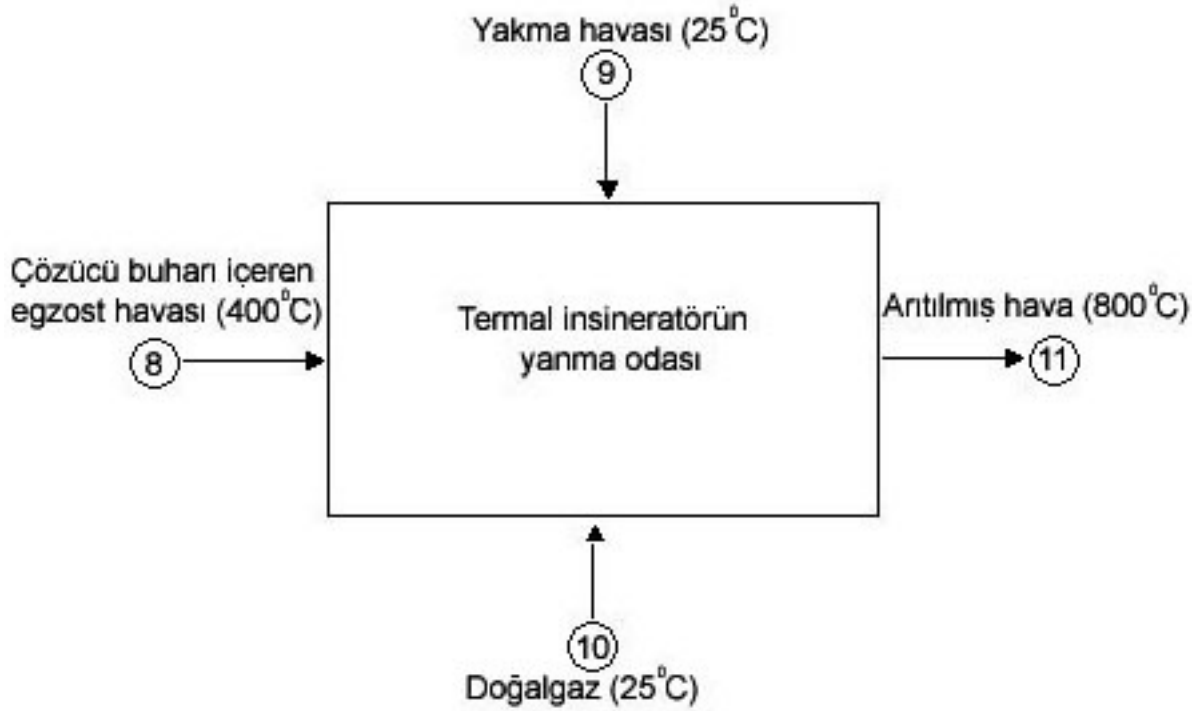 Yakma havası (25°C)
9
Çözücü buharı içeren
egzost havası (400°C)
8
Termal insineratörün
yanma odası
Arıtılmış hava (800°C)
11
10
Doğalgaz (25°C)